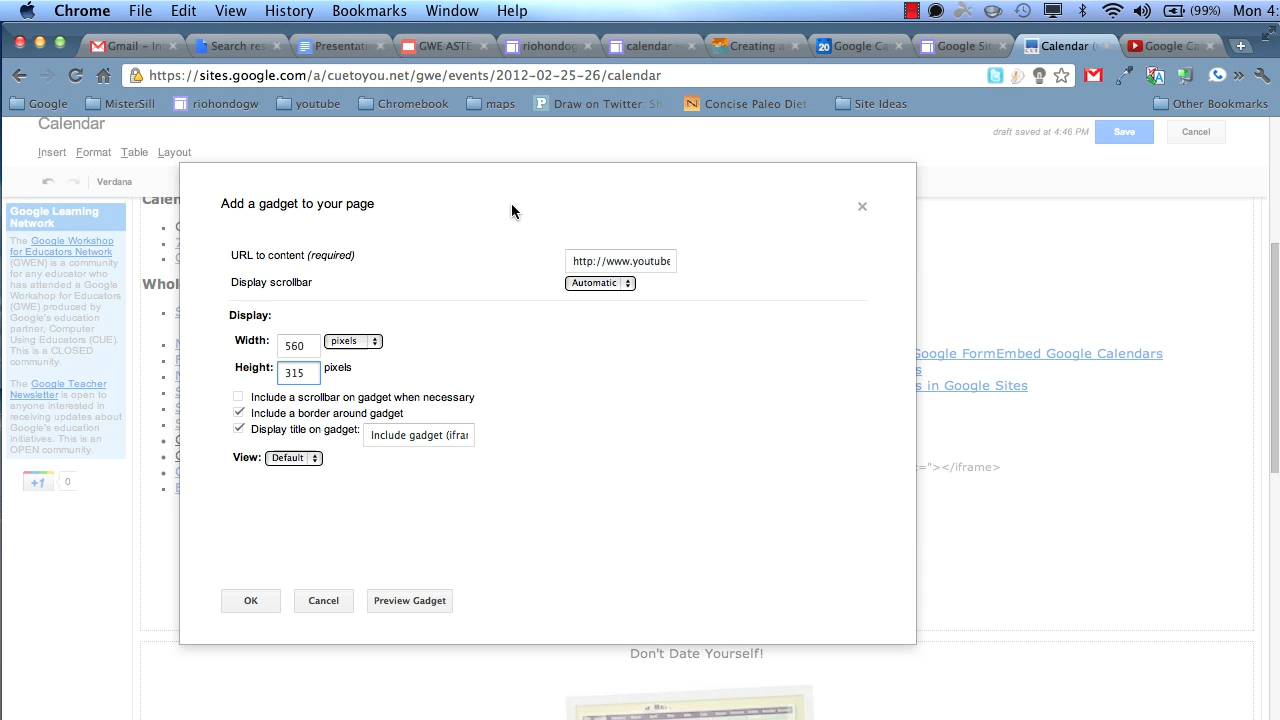 Chrome File Edit View History Bookmarks Window Help (99%) Mon 4:
Gmail – In Search res Presentati GWE ASTE riohondog calendar – Creating a 20 Google Ca Google Sit Calendar ( Google Ca
https://sites.google.com/a/cuetoyou.net/gwe/events/2012-02-25-26/calendar
Google MisterSill riohondogw youtube Chromebook maps Draw on Twitter: Sh Concise Paleo Diet Site Ideas Other Bookmarks
Calendar
draft saved at 4:46 PM Save Cancel
Insert Format Table Layout
Verdana
Google Learning
Network
The Google Workshop
for Educators Network
(GWEN) is a community
for any educator who
has attended a Google
Workshop for Educators
(GWE) produced by
Google's education
partner, Computer
Using Educators (CUE).
This is a CLOSED
community.
The Google Teacher
Newsletter is open to
anyone interested in
receiving updates about
Google's education
initiatives. This is an
OPEN community.
+1 0
Calen
Whol
Add a gadget to your page
URL to content (required) http://www.youtube
Display scrollbar Automatic
Display:
Width: 560 pixels
Height: 315 pixels
Include a scrollbar on gadget when necessary
Include a border around gadget
Display title on gadget: Include gadget (ifran
View: Default
OK Cancel Preview Gadget
Google FormEmbed Google Calendars
s
s in Google Sites
="></iframe>
Don't Date Yourself!